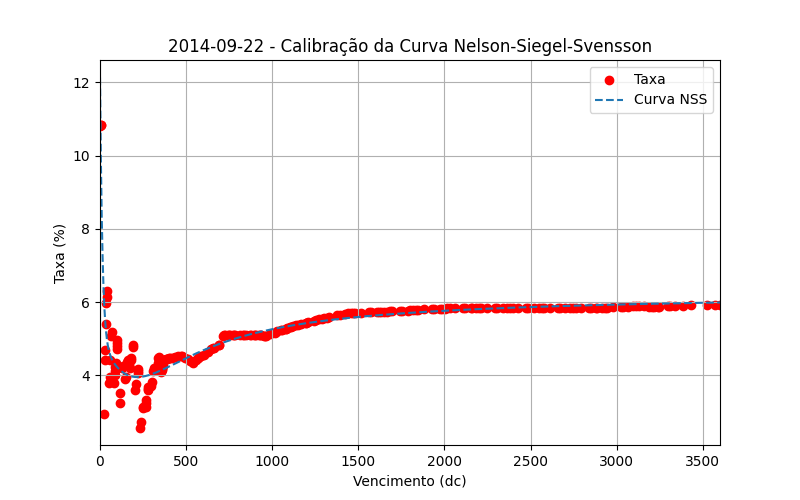 2014-09-22 - Calibração da Curva Nelson-Siegel-Svensson
Taxa
Curva NSS
Taxa (%)
12
10
8
6
4
0 500 1000 1500 2000 2500 3000 3500
Vencimento (dc)